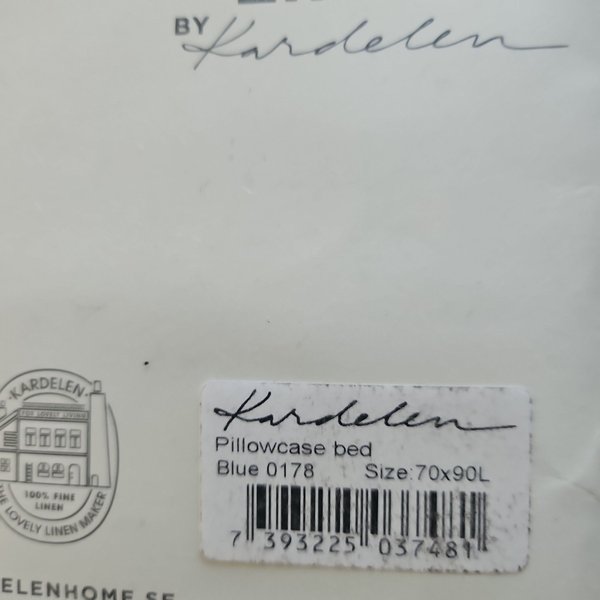 BY Kardelen
KARDELEN
FOR LOVELY LIVING
100% FINE
LINEN
THE LOVELY LINEN MAKER
ELENHOME.SE
Kardelen
Pillowcase bed
Blue 0178 Size:70x90L
7 393225 037481